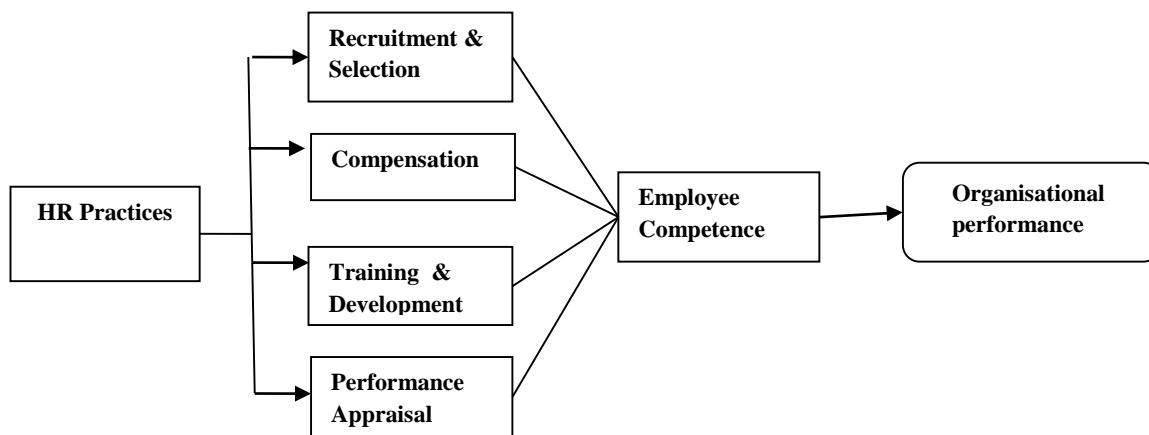 Recruitment &
Selection
Compensation
HR Practices
Training & 
Development
Performance
Appraisal
Employee
Competence
Organisational
performance